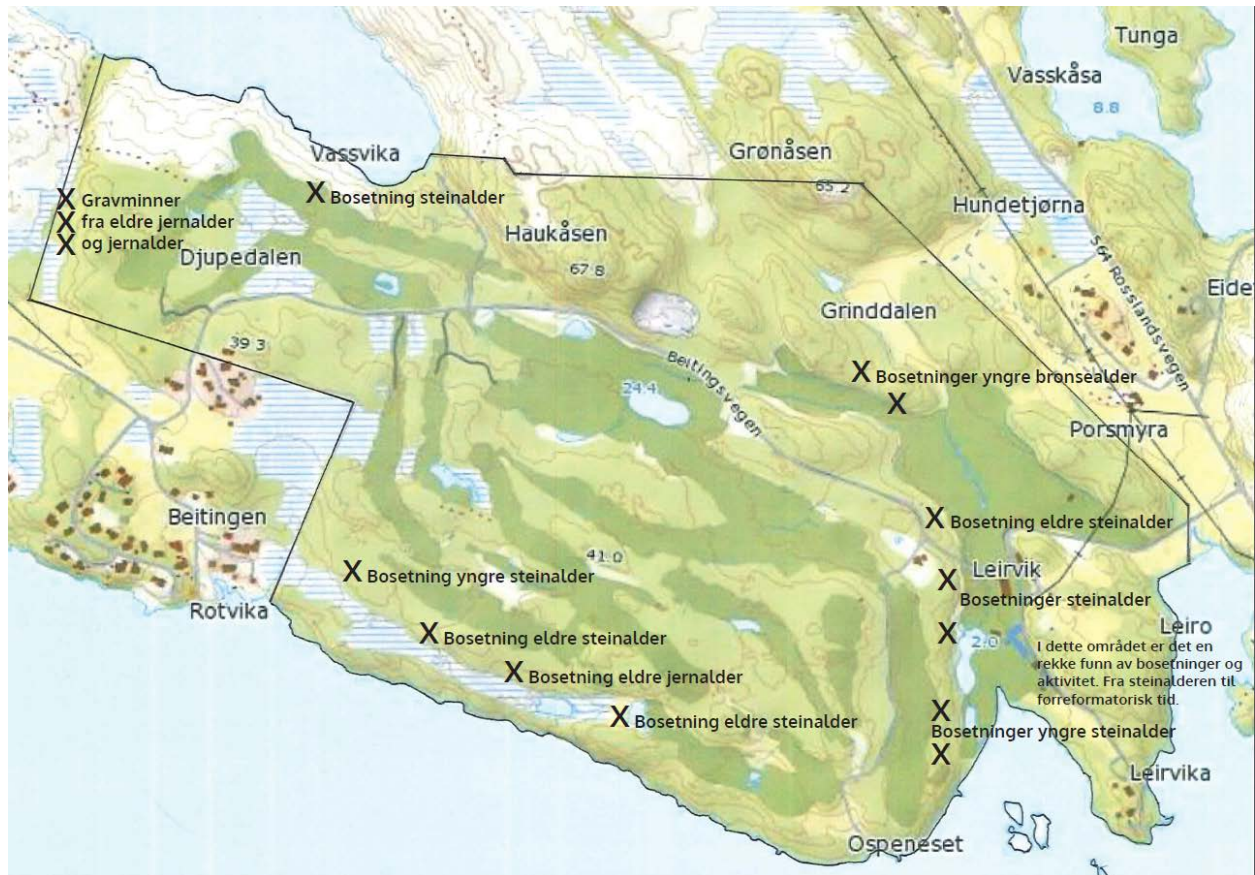 Tunga
Vasskåsa
8.8
Vassvika
Grønåsen
65.2
X Gravminner
X fra eldre jernalder
X og jernalder
X Bosetning steinalder
Hundetjørna
Haukåsen
67.8
Djupedalen
564 Rosslandsvegen
Grinddalen
39.3
Beitingsvegen
X Bosetninger yngre bronsealder
X
24.4
Porsmyra
Beitingen
X Bosetning eldre steinalder
41.0
X Bosetning yngre steinalder
Leirvik
X
Bosetninger steinalder
X
Rotvika
2.0
Leiro
X Bosetning eldre steinalder
I dette området er det en
rekke funn av bosetninger og
aktivitet. Fra steinalderen til
førreformatorisk tid.
X Bosetning eldre jernalder
X Bosetning eldre steinalder
X
Bosetninger yngre steinalder
X
Leirvika
Ospeneset